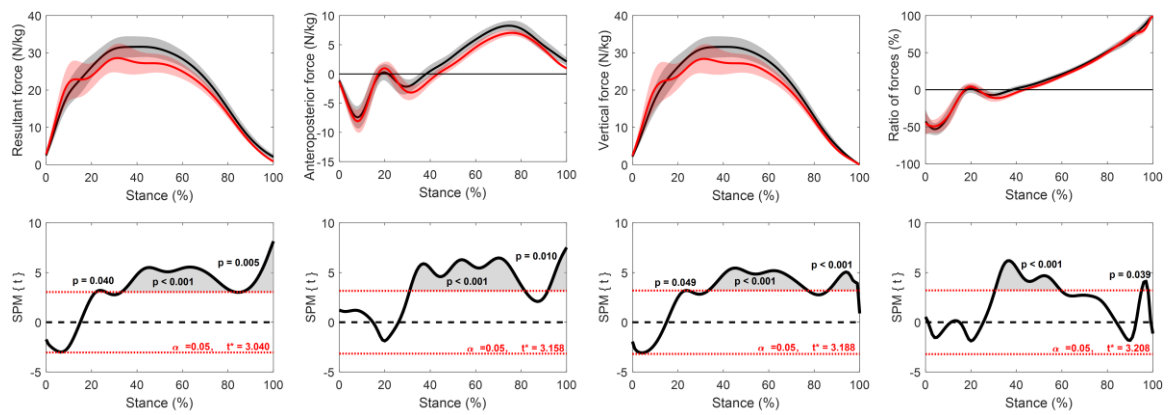 Resultant force (N/kg)
40
30
20
10
0
0 20 40 60 80 100
Stance (%)
Anteroposterior force (N/kg)
10
5
0
-5
-10
-15
0 20 40 60 80 100
Stance (%)
Vertical force (N/kg)
40
30
20
10
0
0 20 40 60 80 100
Stance (%)
Ratio of forces (%)
100
50
0
-50
-100
0 20 40 60 80 100
Stance (%)
SPM { t }
10
5
0
-5
p = 0.040
p < 0.001
p = 0.005
α =0.05, t* = 3.040
0 20 40 60 80 100
Stance (%)
SPM { t }
10
5
0
-5
p < 0.001
p = 0.010
α =0.05, t* = 3.158
0 20 40 60 80 100
Stance (%)
SPM { t }
10
5
0
-5
p = 0.049
p < 0.001
p < 0.001
α =0.05, t* = 3.188
0 20 40 60 80 100
Stance (%)
SPM { t }
10
5
0
-5
p < 0.001
p = 0.039
α =0.05, t* = 3.208
0 20 40 60 80 100
Stance (%)